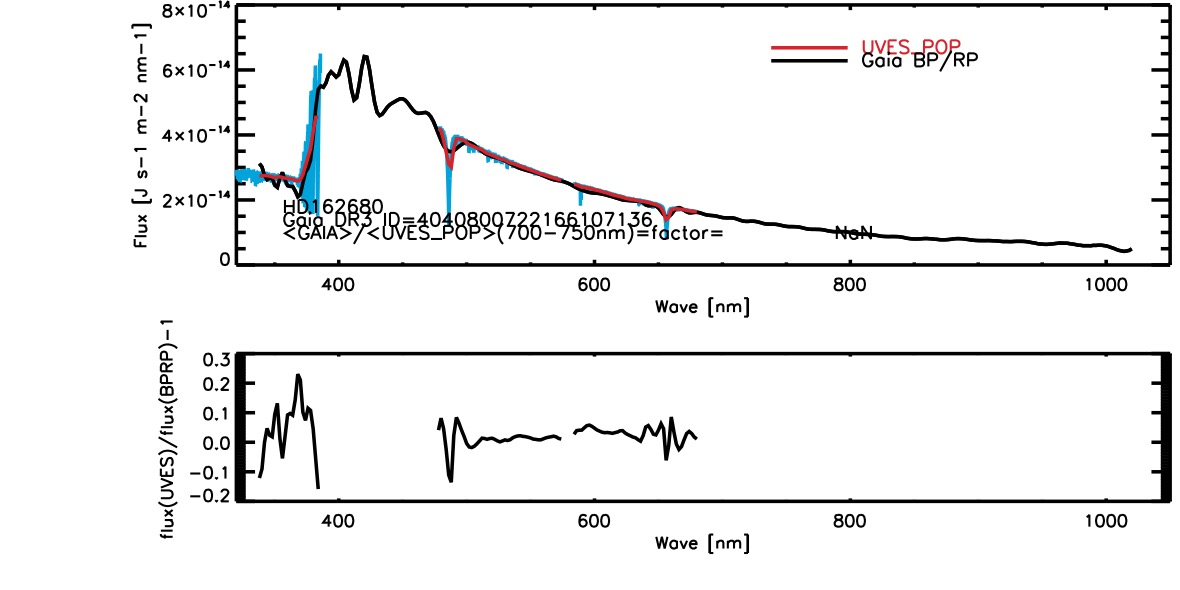 8×10⁻¹⁴
6×10⁻¹⁴
4×10⁻¹⁴
2×10⁻¹⁴
0
Flux [J s−1 m−2 nm−1]
UVES_POP
Gaia BP/RP
HD162680
Gaia DR3 ID=4040800722166107136
<GAIA>/<UVES_POP>(700−750nm)=factor= NaN
400 600 800 1000
Wave [nm]
0.3
0.2
0.1
0.0
−0.1
−0.2
flux(UVES)/flux(BPRP)−1
400 600 800 1000
Wave [nm]